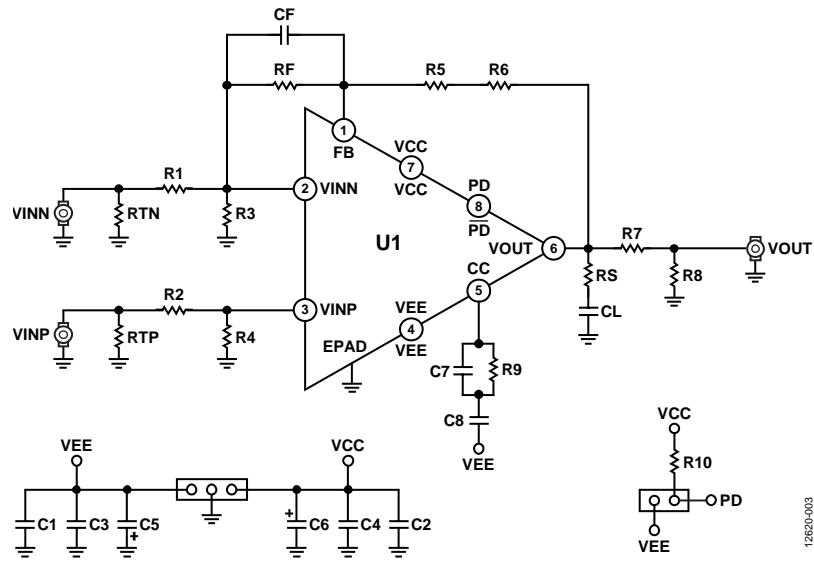 CF
RF
R5
R6
1
FB
VCC
7
VCC
R1
2
VINN
PD
8
PD
VINN
RTN
R3
U1
VOUT
6
R7
VOUT
RS
R8
CC
5
R2
3
VINP
CL
VINP
RTP
R4
VEE
4
VEE
EPAD
C7
R9
C8
VEE
VEE
VCC
C1
C3
C5
+
+
C6
C4
C2
VCC
R10
PD
VEE
12620-003